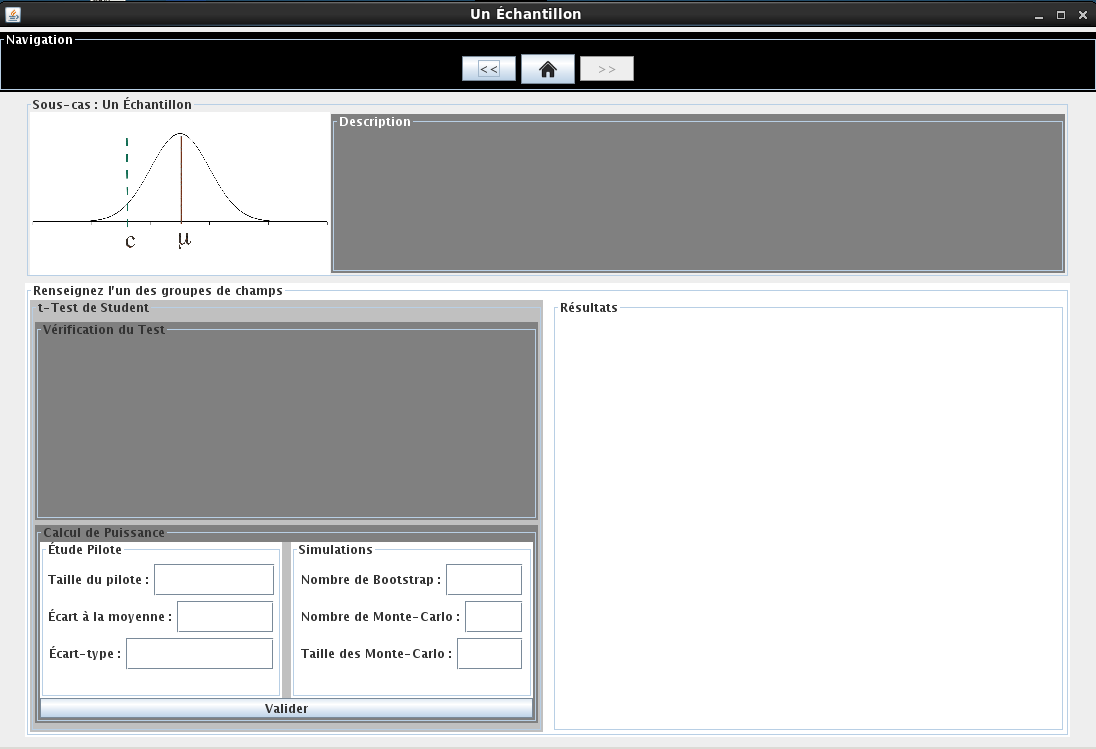 Un Échantillon
Navigation
<< >>
Sous-cas : Un Échantillon
Description
c µ
Renseignez l'un des groupes de champs
t-Test de Student
Résultats
Vérification du Test
Calcul de Puissance
Étude Pilote
Simulations
Taille du pilote :
Nombre de Bootstrap :
Écart à la moyenne :
Nombre de Monte-Carlo :
Écart-type :
Taille des Monte-Carlo :
Valider